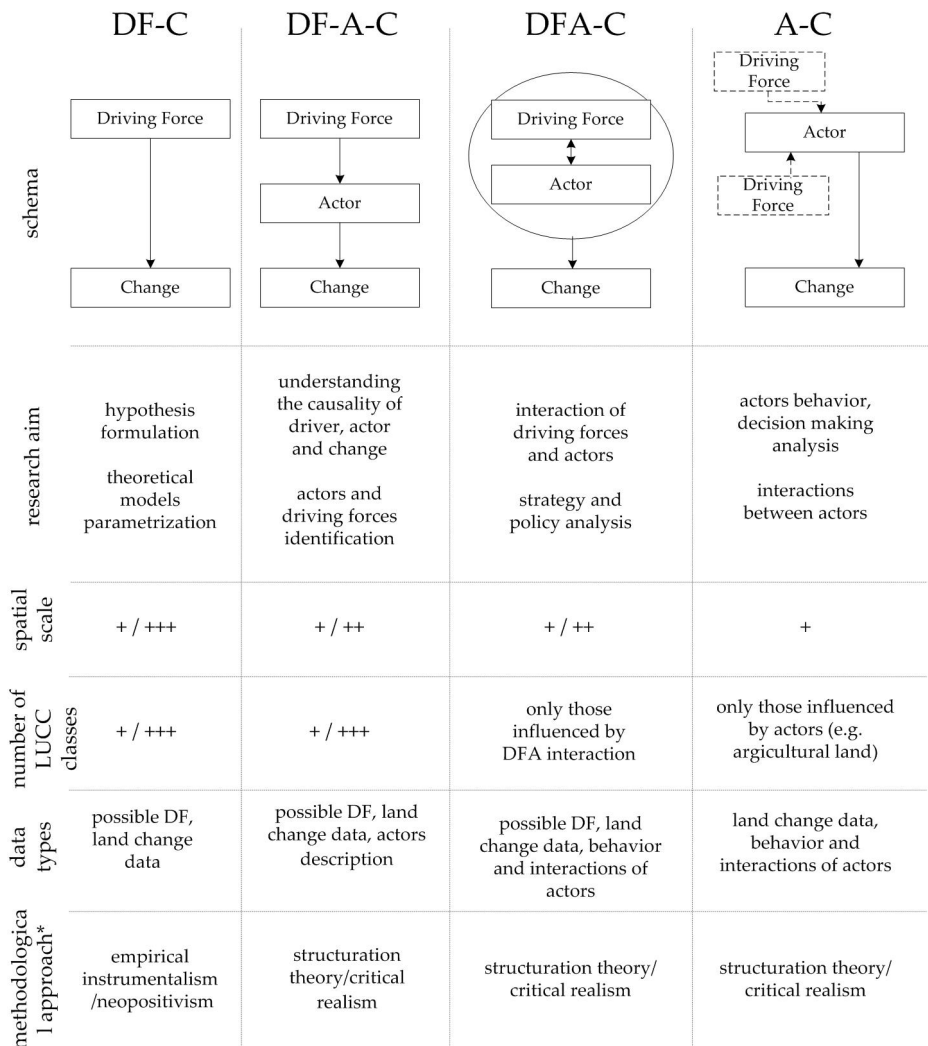 DF-C
DF-A-C
DFA-C
A-C
schema
Driving Force
Change
Driving Force
Actor
Change
Driving Force
Actor
Change
Driving
Force
Actor
Driving
Force
Change
research aim
hypothesis
formulation
theoretical
models
parametrization
understanding
the causality of
driver, actor
and change
actors and
driving forces
identification
interaction of
driving forces
and actors
strategy and
policy analysis
actors behavior,
decision making
analysis
interactions
between actors
spatial
scale
+ / +++
+ / ++
+ / ++
+
number of
LUCC
classes
+ / +++
+ / +++
only those
influenced by
DFA interaction
only those influenced
by actors (e.g.
argicultural land)
data
types
possible DF,
land change
data
possible DF, land
change data, actors
description
possible DF, land
change data, behavior
and interactions of
actors
land change data,
behavior and
interactions of actors
methodologica
l approach*
empirical
instrumentalism
/neopositivism
structuration
theory/critical
realism
structuration theory/
critical realism
structuration theory/
critical realism